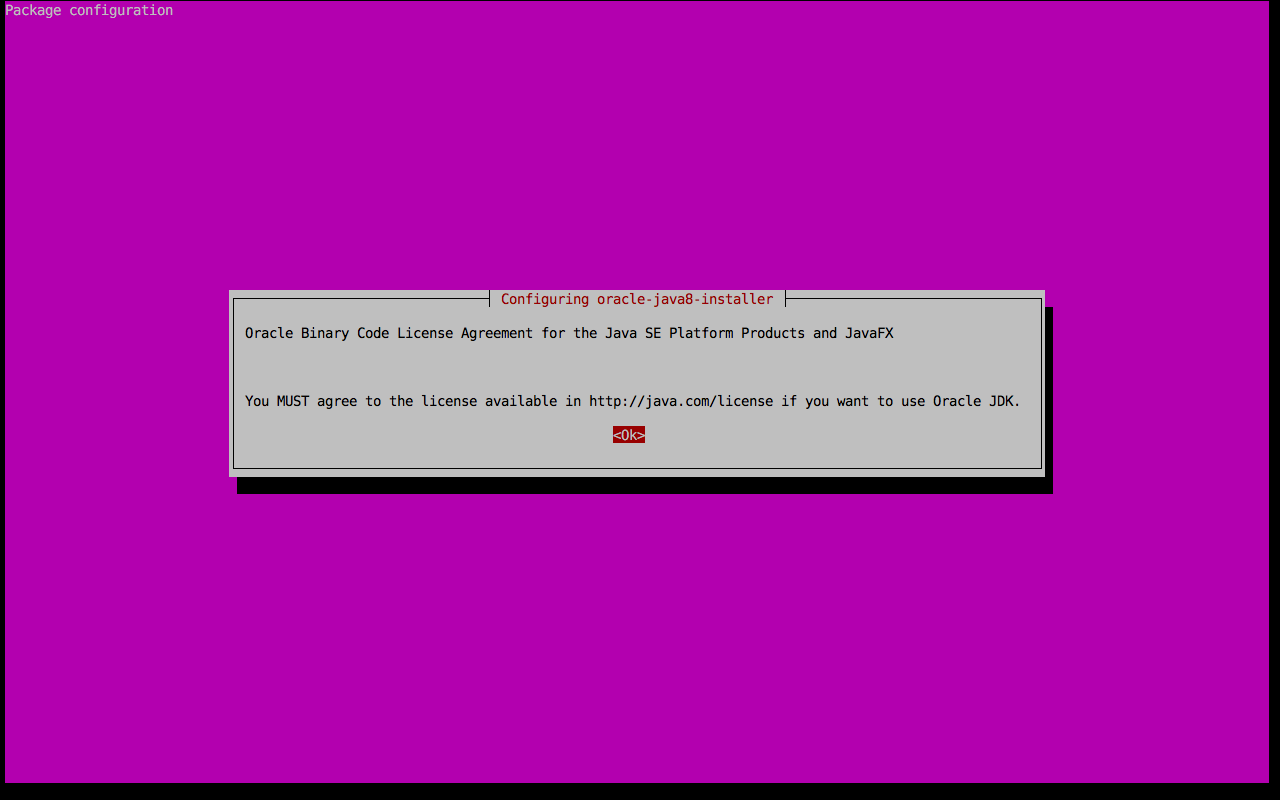 Package configuration
Configuring oracle-java8-installer
Oracle Binary Code License Agreement for the Java SE Platform Products and JavaFX
You MUST agree to the license available in http://java.com/license if you want to use Oracle JDK.
<Ok>